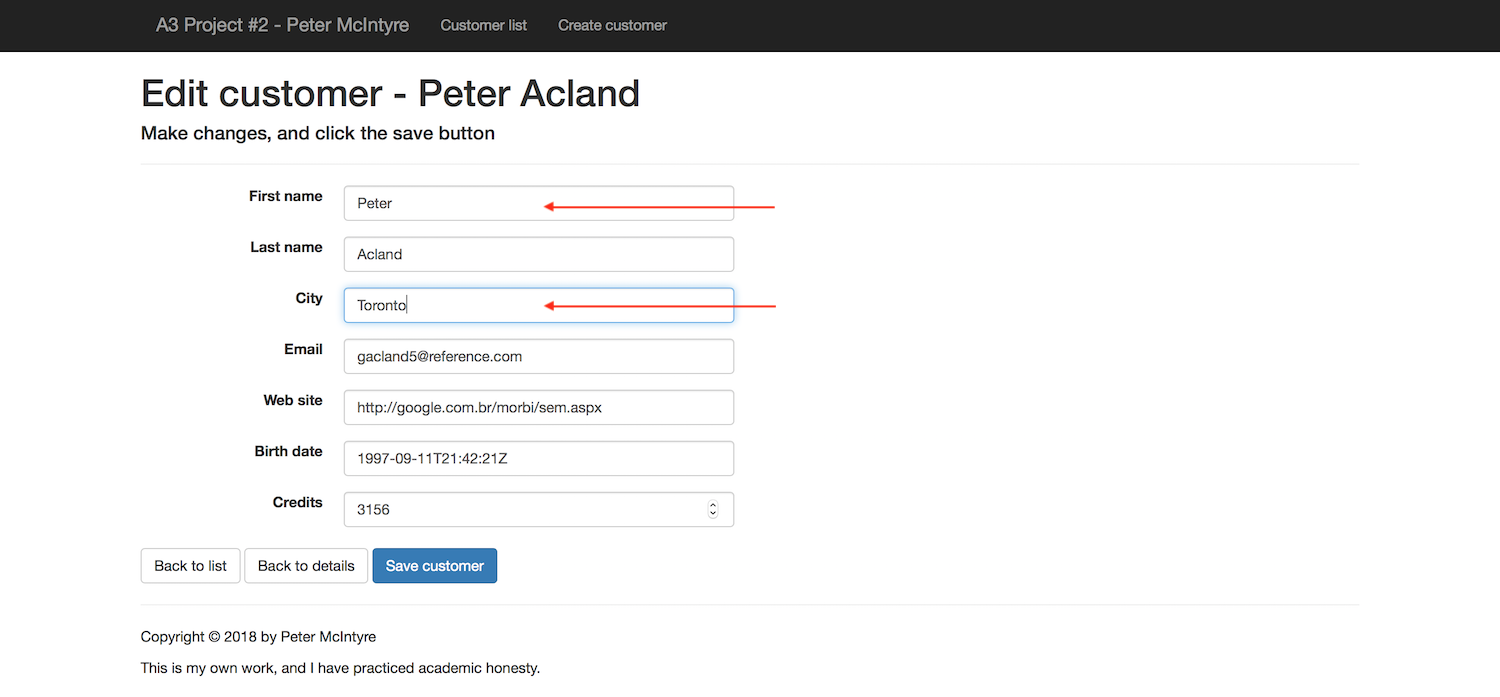 A3 Project #2 - Peter McIntyre Customer list Create customer
Edit customer - Peter Acland
Make changes, and click the save button
First name Peter
Last name Acland
City Toronto
Email gacland5@reference.com
Web site http://google.com.br/morbi/sem.aspx
Birth date 1997-09-11T21:42:21Z
Credits 3156
Back to list Back to details Save customer
Copyright © 2018 by Peter McIntyre
This is my own work, and I have practiced academic honesty.